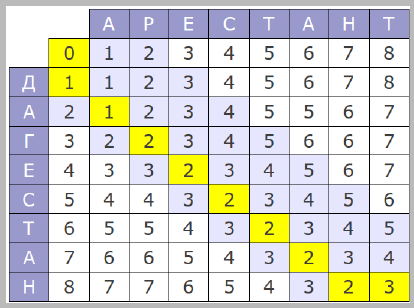 А Р Е С Т А Н Т
0 1 2 3 4 5 6 7 8
Д 1 1 2 3 4 5 6 7 8
А 2 1 2 3 4 5 5 6 7
Г 3 2 2 3 4 5 6 6 7
Е 4 3 3 2 3 4 5 6 7
С 5 4 4 3 2 3 4 5 6
Т 6 5 5 4 3 2 3 4 5
А 7 6 6 5 4 3 2 3 4
Н 8 7 7 6 5 4 3 2 3